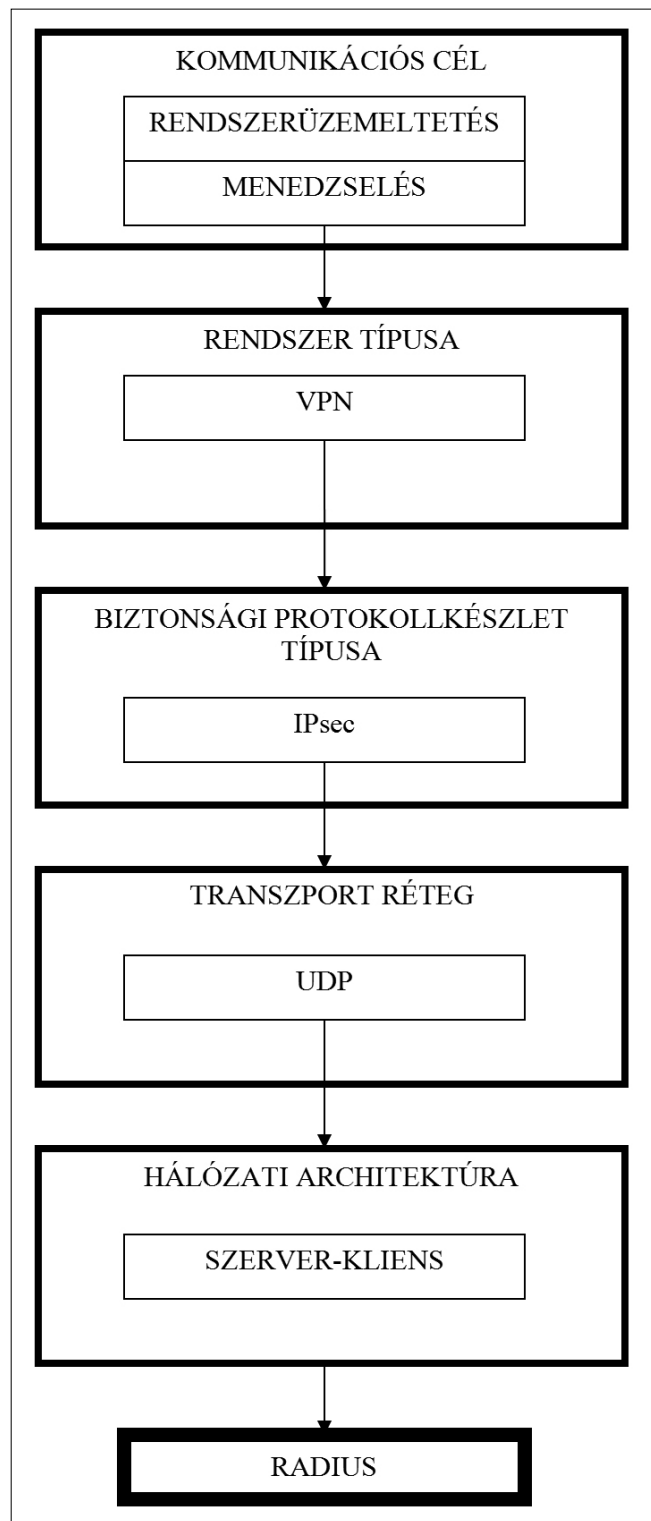 KOMMUNIKÁCIÓS CÉL
RENDSZERÜZEMELTETÉS
MENEDZSELÉS
RENDSZER TÍPUSA
VPN
BIZTONSÁGI PROTOKOLLKÉSZLET
TÍPUSA
IPsec
TRANSZPORT RÉTEG
UDP
HÁLÓZATI ARCHITEKTÚRA
SZERVER-KLIENS
RADIUS